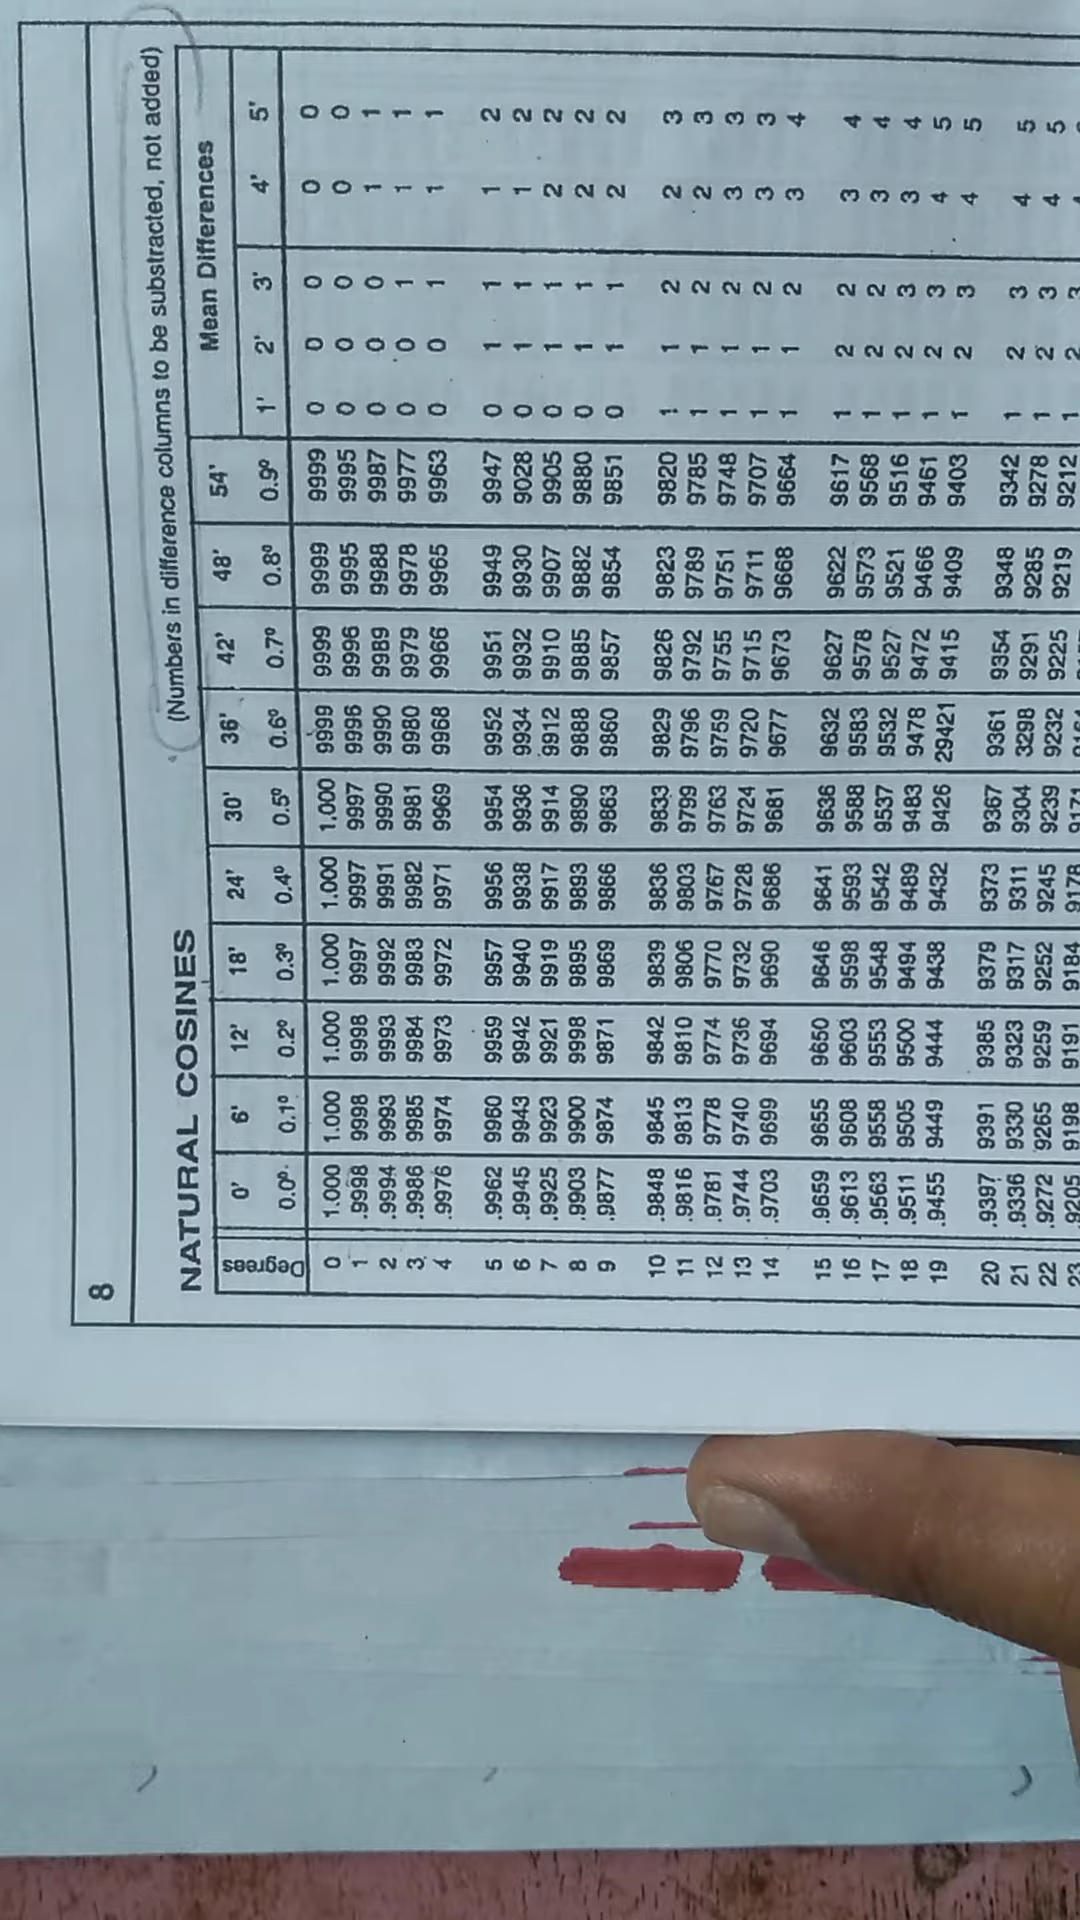 8
NATURAL COSINES (Numbers in difference columns to be substracted, not added)
Degrees 0' 6' 12' 18' 24' 30' 36' 42' 48' 54' Mean Differences
0.0º 0.1º 0.2º 0.3º 0.4º 0.5º 0.6º 0.7º 0.8º 0.9º 1' 2' 3' 4' 5'
0 1.000 1.000 1.000 1.000 1.000 1.000 9999 9999 9999 9999 0 0 0 0 0
1 .9998 9998 9998 9997 9997 9997 9996 9996 9995 9995 0 0 0 0 0
2 .9994 9993 9993 9992 9991 9990 9990 9989 9988 9987 0 0 0 1 1
3 .9986 9985 9984 9983 9982 9981 9980 9979 9978 9977 0 0 1 1 1
4 .9976 9974 9973 9972 9971 9969 9968 9966 9965 9963 0 0 1 1 1
5 .9962 9960 9959 9957 9956 9954 9952 9951 9949 9947 0 1 1 1 2
6 .9945 9943 9942 9940 9938 9936 9934 9932 9930 9028 0 1 1 1 2
7 .9925 9923 9921 9919 9917 9914 9912 9910 9907 9905 0 1 1 2 2
8 .9903 9900 9998 9895 9893 9890 9888 9885 9882 9880 0 1 1 2 2
9 .9877 9874 9871 9869 9866 9863 9860 9857 9854 9851 0 1 1 2 2
10 .9848 9845 9842 9839 9836 9833 9829 9826 9823 9820 1 1 2 2 3
11 .9816 9813 9810 9806 9803 9799 9796 9792 9789 9785 1 1 2 2 3
12 .9781 9778 9774 9770 9767 9763 9759 9755 9751 9748 1 1 2 3 3
13 .9744 9740 9736 9732 9728 9724 9720 9715 9711 9707 1 1 2 3 3
14 .9703 9699 9694 9690 9686 9681 9677 9673 9668 9664 1 1 2 3 4
15 .9659 9655 9650 9646 9641 9636 9632 9627 9622 9617 1 2 2 3 4
16 .9613 9608 9603 9598 9593 9588 9583 9578 9573 9568 1 2 2 3 4
17 .9563 9558 9553 9548 9542 9537 9532 9527 9521 9516 1 2 3 3 4
18 .9511 9505 9500 9494 9489 9483 9478 9472 9466 9461 1 2 3 4 5
19 .9455 9449 9444 9438 9432 9426 29421 9415 9409 9403 1 2 3 4 5
20 .9397 9391 9385 9379 9373 9367 9361 9354 9348 9342 1 2 3 4 5
21 .9336 9330 9323 9317 9311 9304 3298 9291 9285 9278 1 2 3 4 5
22 .9272 9265 9259 9252 9245 9239 9232 9225 9219 9212 1 2 3 4
23 .9205 9198 9191 9184 9178 9171